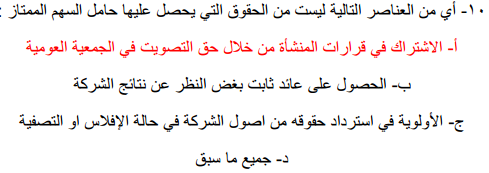 ١٠- أي من العناصر التالية ليست من الحقوق التي يحصل عليها حامل السهم الممتاز :
أ- الاشتراك في قرارات المنشأة من خلال حق التصويت في الجمعية العمومية
ب- الحصول على عائد ثابت بغض النظر عن نتائج الشركة
ج- الأولوية في استرداد حقوقه من اصول الشركة في حالة الإفلاس او التصفية
د- جميع ما سبق